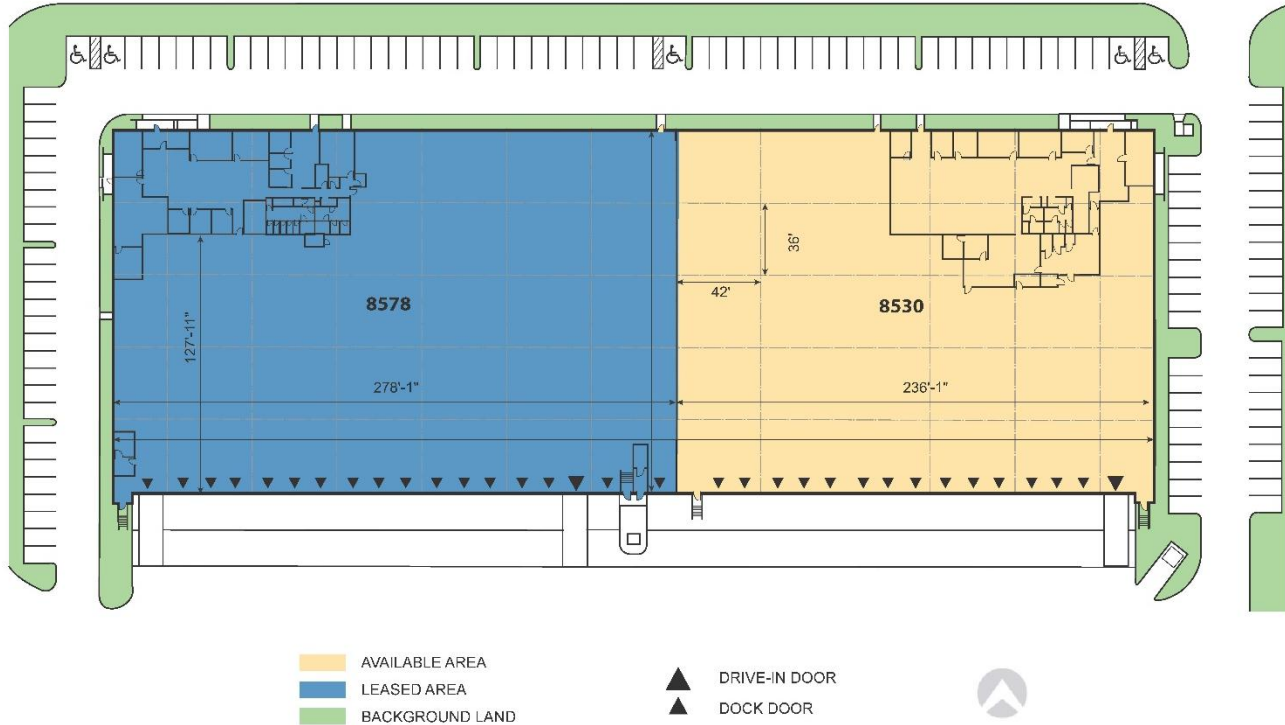 36'
42'
8578
8530
127'-11"
278'-1"
236'-1"
AVAILABLE AREA
LEASED AREA
BACKGROUND LAND
DRIVE-IN DOOR
DOCK DOOR